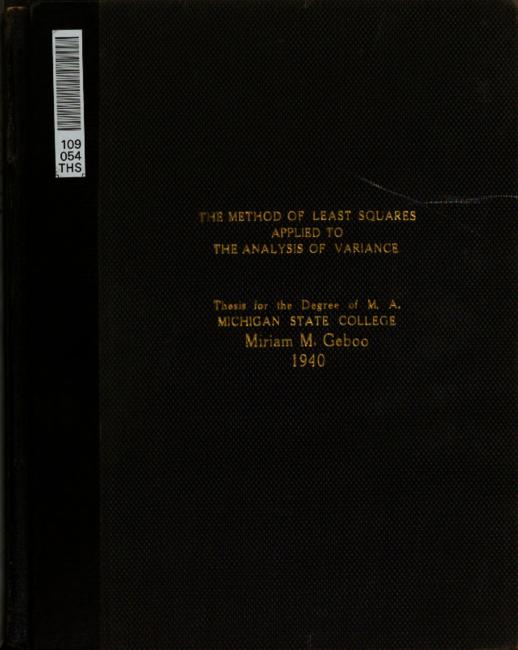 109
054
THS
THE METHOD OF LEAST SQUARES
APPLIED TO
THE ANALYSIS OF VARIANCE
Thesis for the Degree of M. A.
MICHIGAN STATE COLLEGE
Miriam M. Geboo
1940